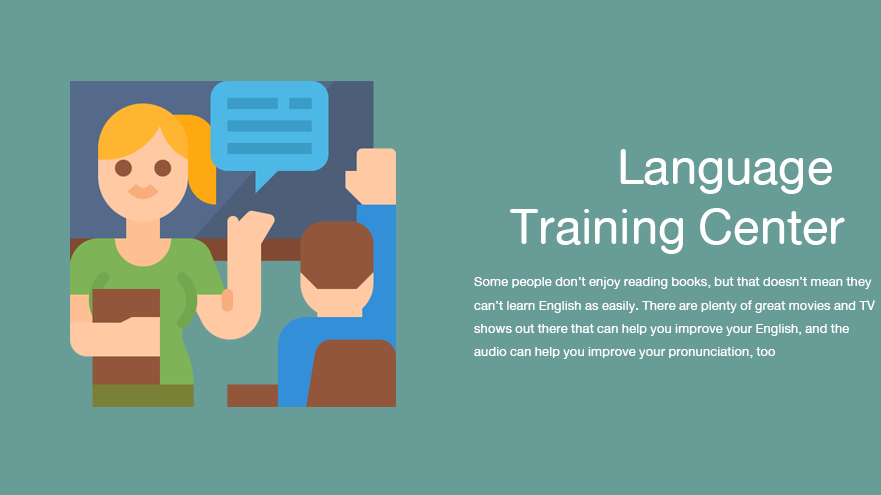 Language
Training Center
Some people don’t enjoy reading books, but that doesn’t mean they
can’t learn English as easily. There are plenty of great movies and TV
shows out there that can help you improve your English, and the
audio can help you improve your pronunciation, too